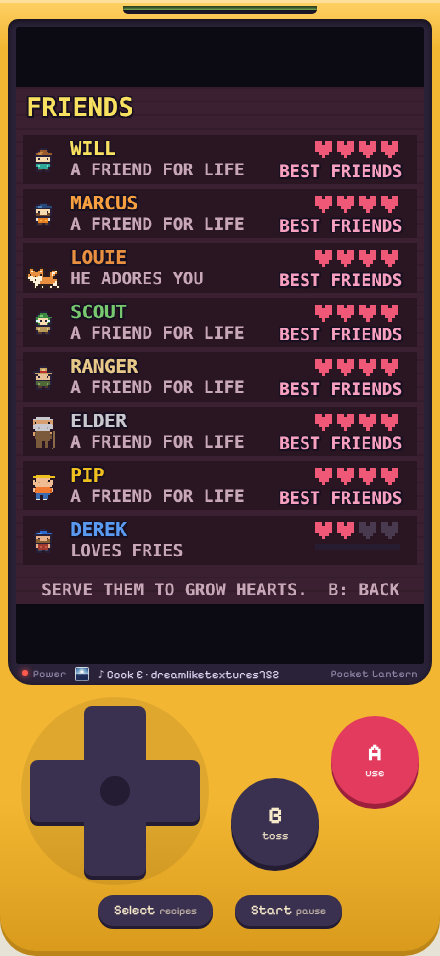 FRIENDS
WILL
A FRIEND FOR LIFE BEST FRIENDS
MARCUS
A FRIEND FOR LIFE BEST FRIENDS
LOUIE
HE ADORES YOU BEST FRIENDS
SCOUT
A FRIEND FOR LIFE BEST FRIENDS
RANGER
A FRIEND FOR LIFE BEST FRIENDS
ELDER
A FRIEND FOR LIFE BEST FRIENDS
PIP
A FRIEND FOR LIFE BEST FRIENDS
DEREK
LOVES FRIES
SERVE THEM TO GROW HEARTS. B: BACK
Power ♪ Cook E · dreamliketextures792 Pocket Lantern
A
use
B
toss
Select recipes Start pause